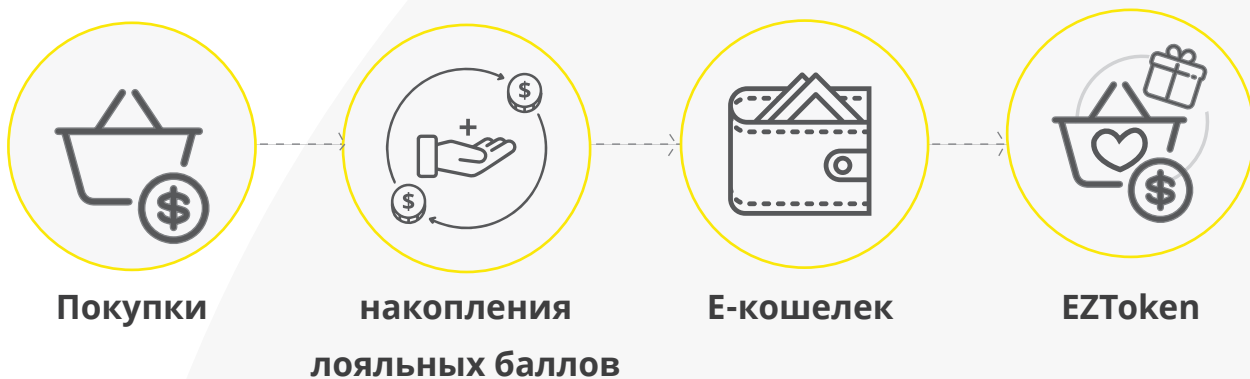 Покупки
накопления
лояльных баллов
Е-кошелек
EZToken